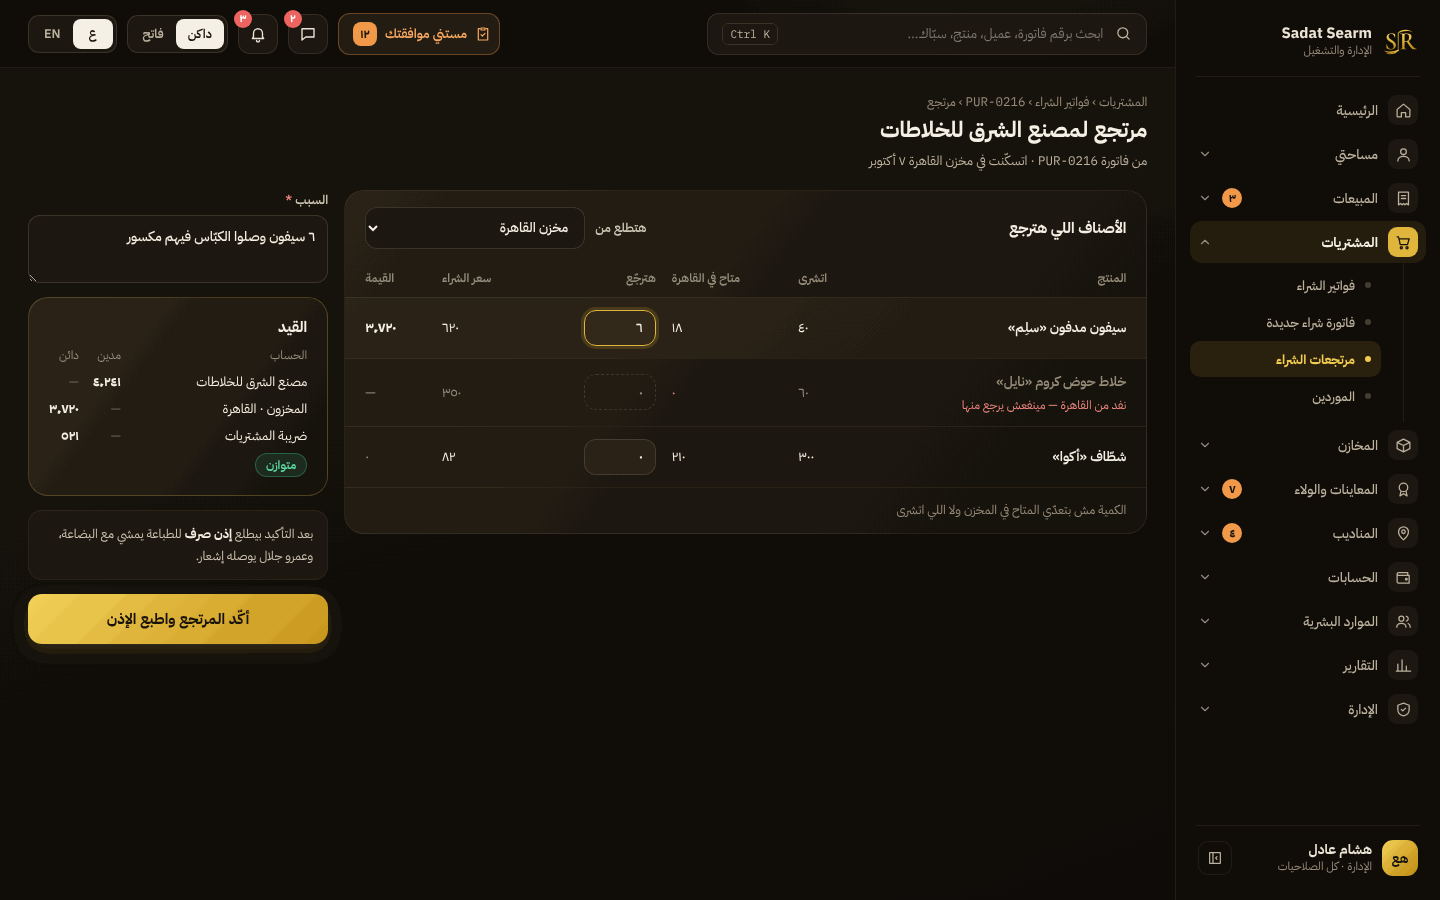 Sadat Searm
الإدارة والتشغيل
الرئيسية
مساحتي
المبيعات ٣
المشتريات
فواتير الشراء
فاتورة شراء جديدة
مرتجعات الشراء
الموردين
المخازن
المعاينات والولاء ٧
المناديب ٤
الحسابات
الموارد البشرية
التقارير
الإدارة
هع
هشام عادل
الإدارة · كل الصلاحيات
ابحث برقم فاتورة، عميل، منتج، سبّاك... Ctrl K
مستني موافقتك ١٢
٢
٣
داكن فاتح
ع EN
المشتريات › فواتير الشراء › PUR-0216 › مرتجع
مرتجع لمصنع الشرق للخلاطات
من فاتورة PUR-0216 · اتسكّنت في مخزن القاهرة ٧ أكتوبر
الأصناف اللي هترجع هتطلع من مخزن القاهرة
المنتج اتشرى متاح في القاهرة هترجّع سعر الشراء القيمة
سيفون مدفون «سلِم» ٤٠ ١٨ ٦ ٦٢٠ ٣,٧٢٠
خلاط حوض كروم «نايل» ٦٠ ٠ ٠ ٣٥٠ —
نفد من القاهرة — مينفعش يرجع منها
شطّاف «أكوا» ٣٠٠ ٢١٠ ٠ ٨٢ ٠
الكمية مش بتعدّي المتاح في المخزن ولا اللي اتشرى
السبب *
٦ سيفون وصلوا الكبّاس فيهم مكسور
القيد
الحساب مدين دائن
مصنع الشرق للخلاطات ٤,٢٤١ —
المخزون · القاهرة — ٣,٧٢٠
ضريبة المشتريات — ٥٢١
متوازن
بعد التأكيد بيطلع إذن صرف للطباعة يمشي مع البضاعة،
وعمرو جلال يوصله إشعار.
أكّد المرتجع واطبع الإذن